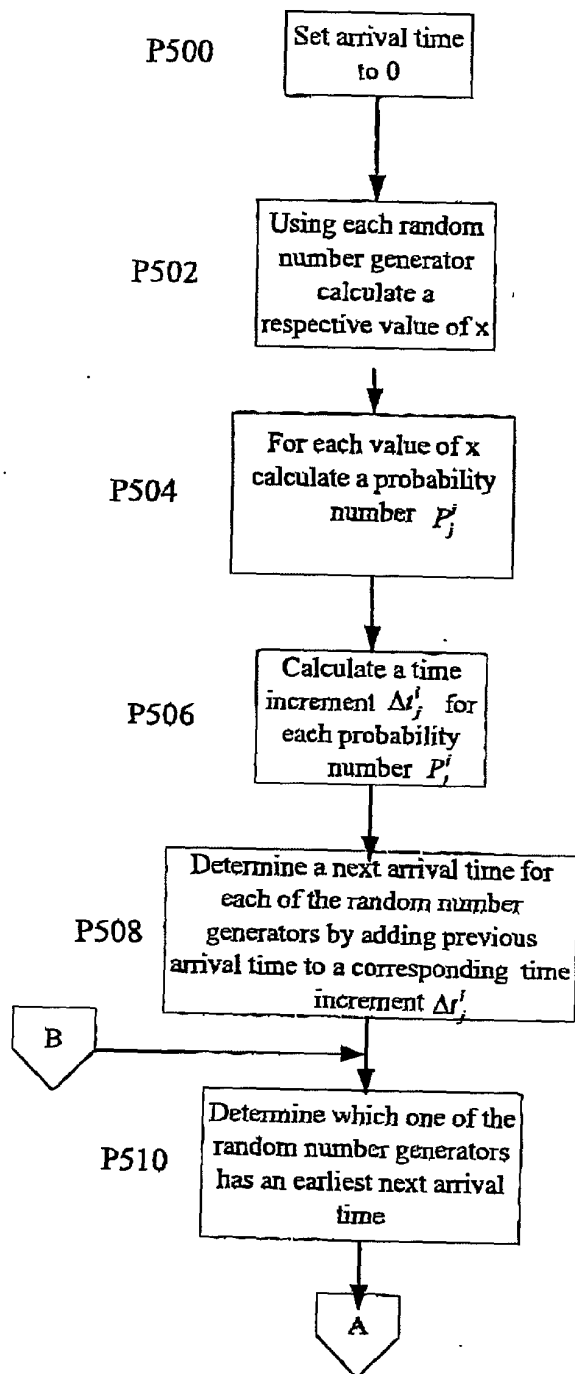 P500
Set arrival time
to 0
P502
Using each random
number generator
calculate a
respective value of x
P504
For each value of x
calculate a probability
number P_j^i
P506
Calculate a time
increment Δt_j^i for
each probability
number P_j^i
P508
Determine a next arrival time for
each of the random number
generators by adding previous
arrival time to a corresponding time
increment Δt_j^i
B
P510
Determine which one of the
random number generators
has an earliest next arrival
time
A